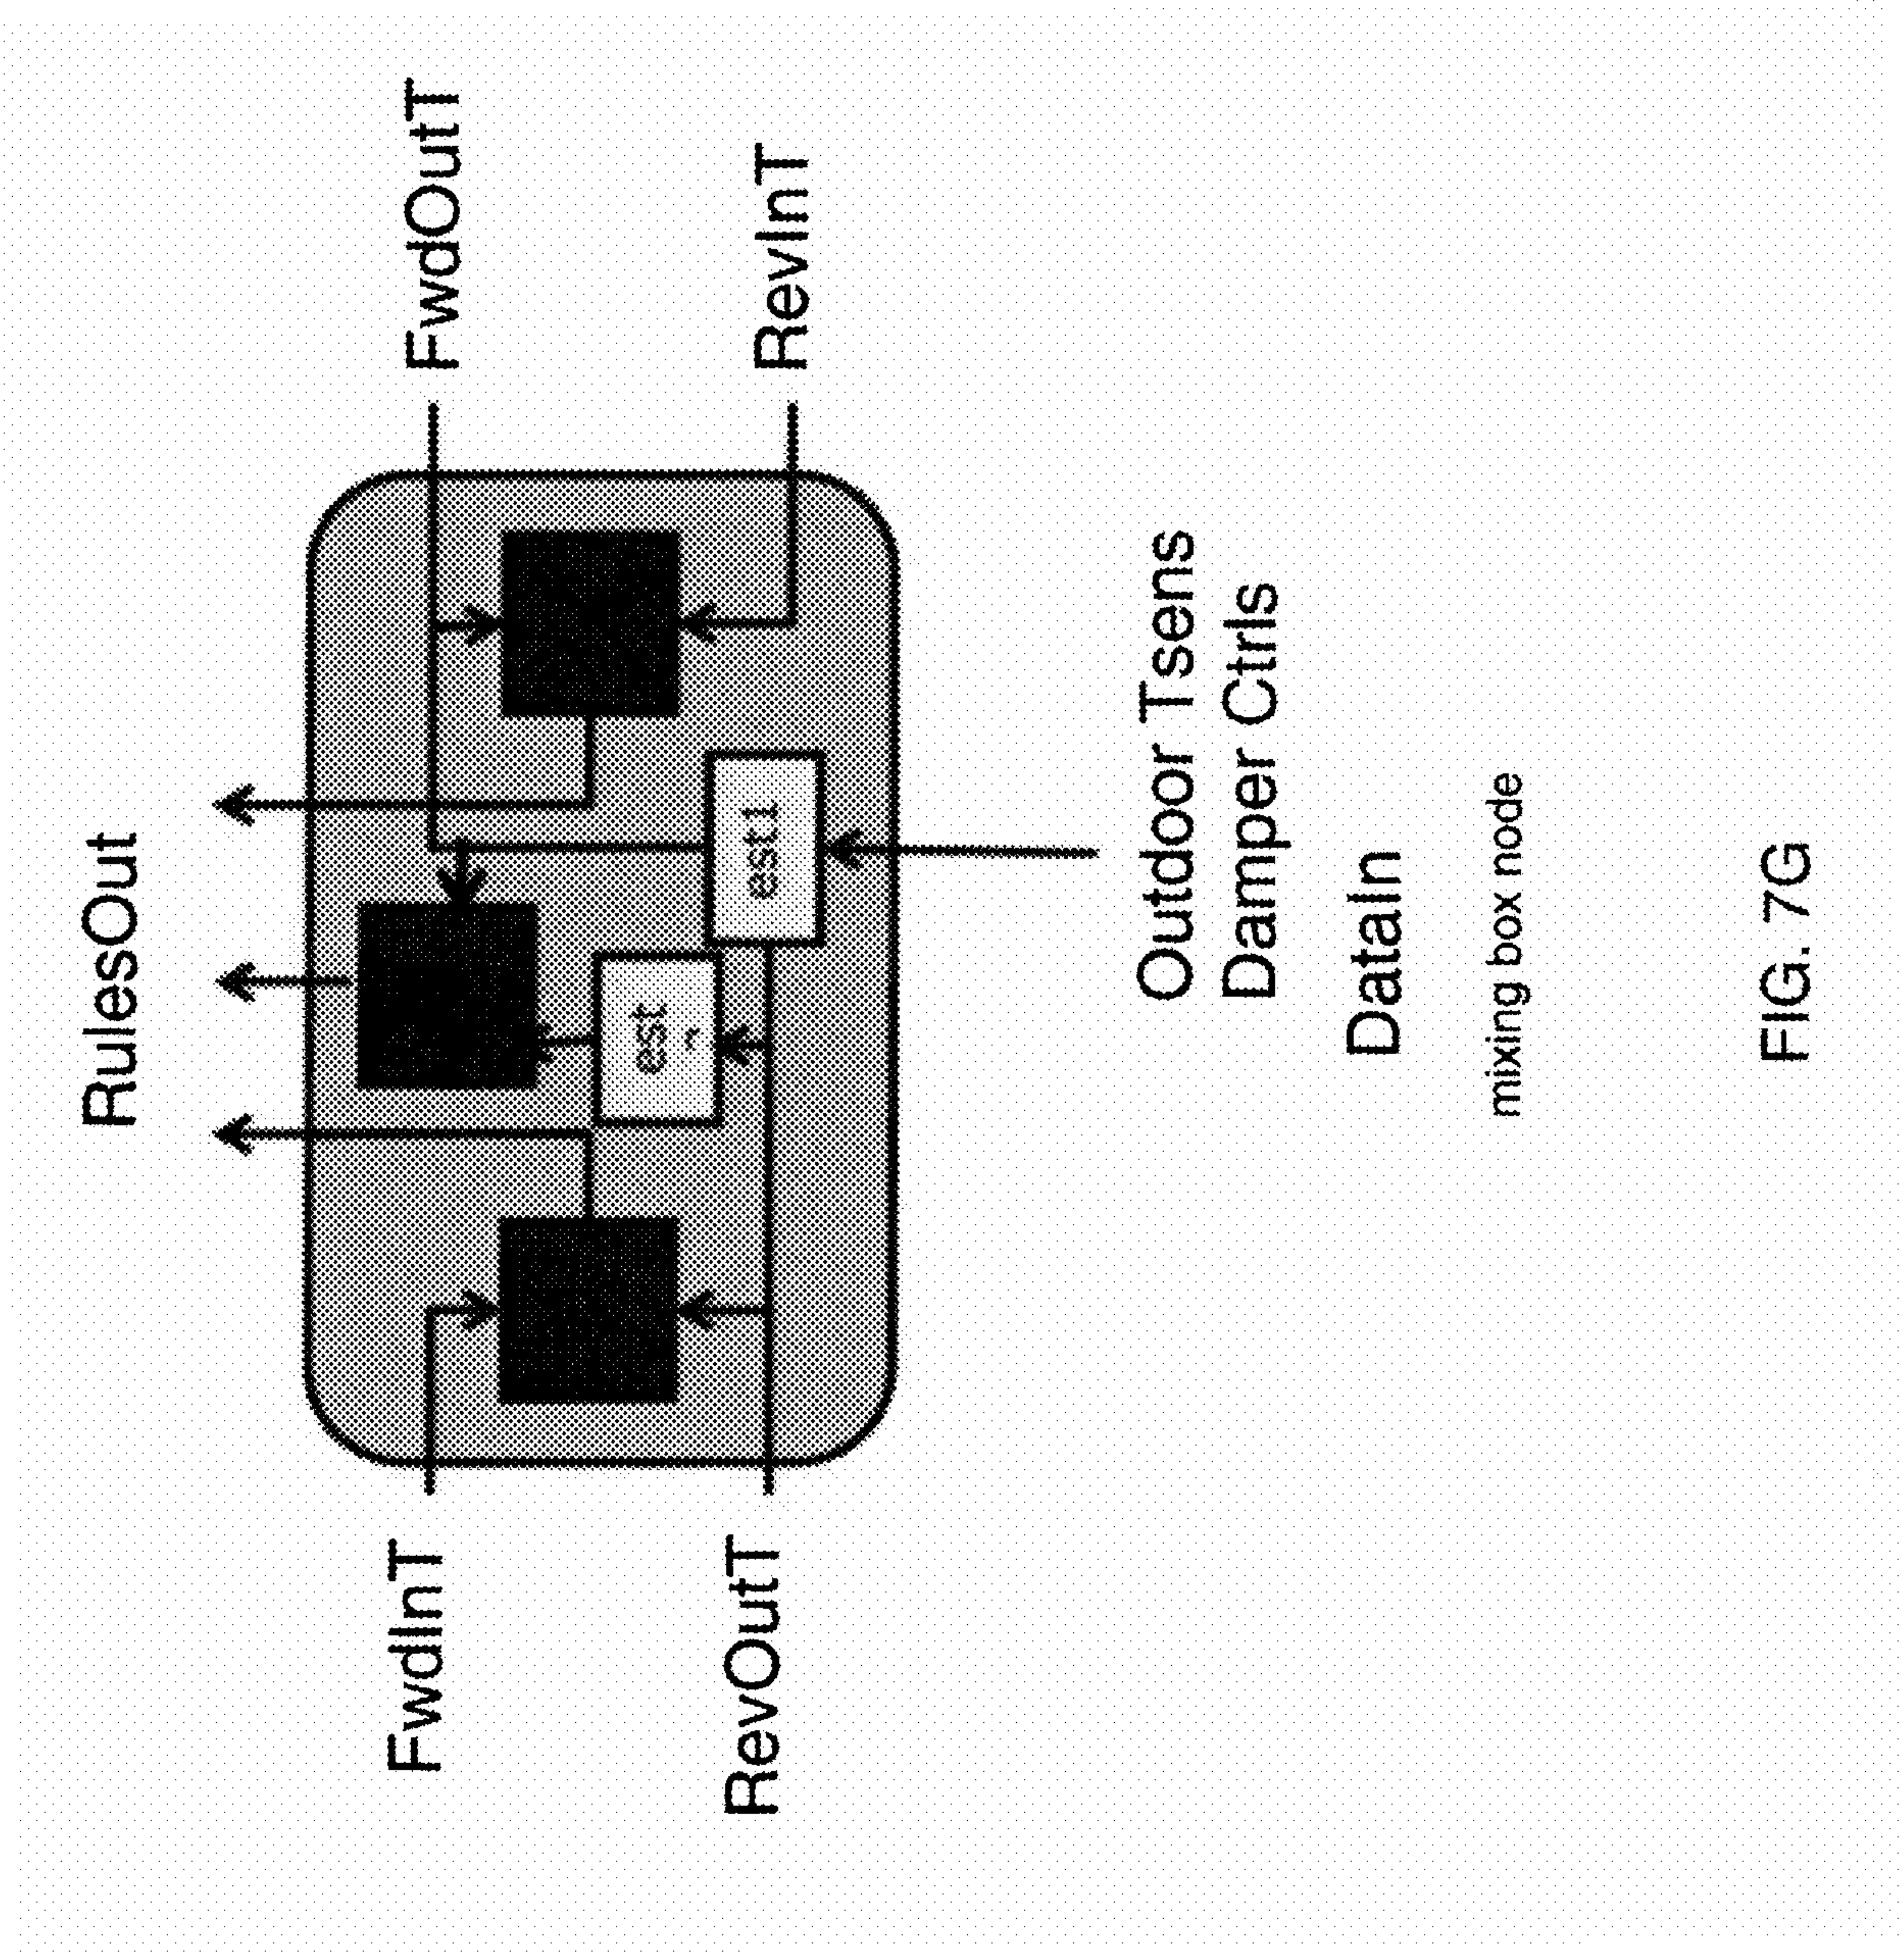 RulesOut
FwdInT
FwdOutT
est
est1
RevOutT
RevInT
Outdoor Tsens
Damper Ctrls
DataIn
mixing box node
FIG. 7G